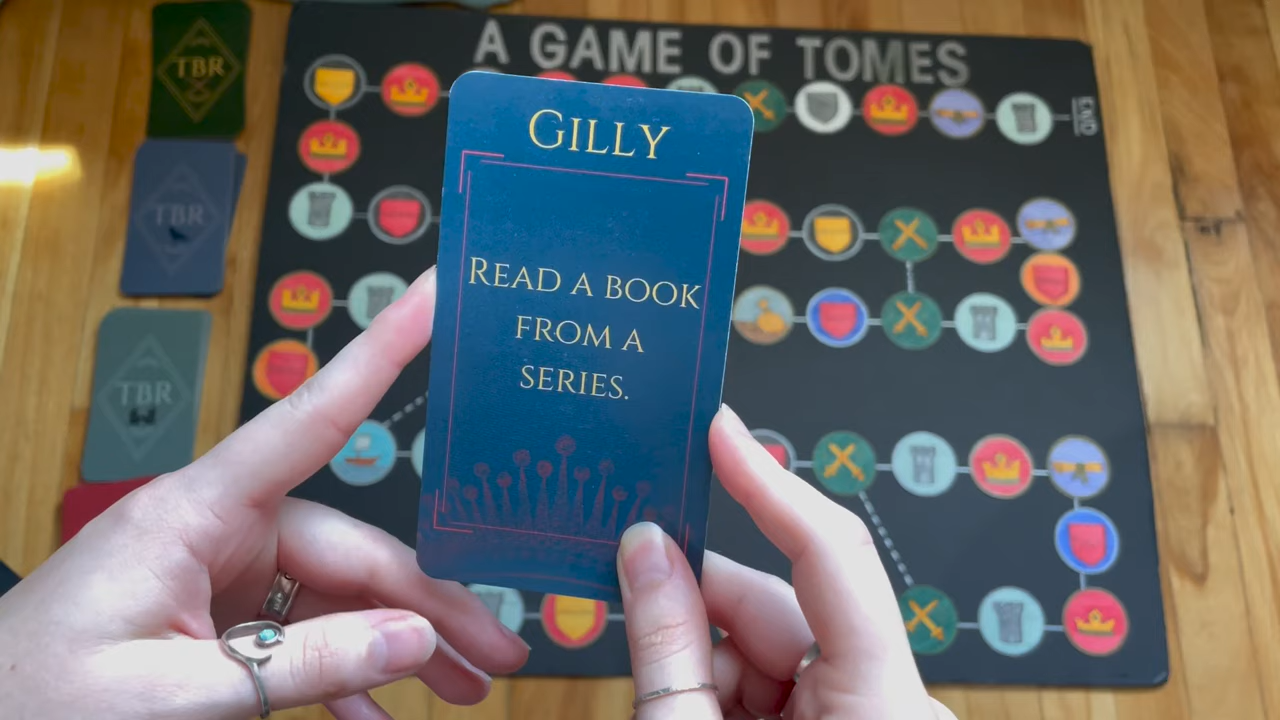 A GAME OF TOMES
TBR
TBR
TBR
END
GILLY
READ A BOOK
FROM A
SERIES.